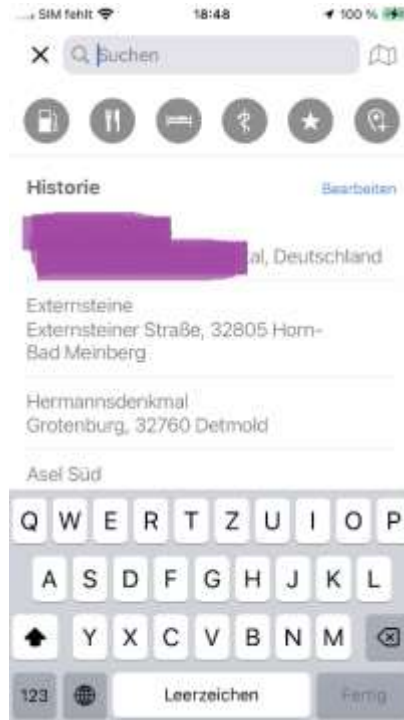 SIM fehlt 18:48 100 %
Suchen
Historie Bearbeiten
al, Deutschland
Externsteine
Externsteiner Straße, 32805 Horn-
Bad Meinberg
Hermannsdenkmal
Grotenburg, 32760 Detmold
Asel Süd
Q W E R T Z U I O P
A S D F G H J K L
Y X C V B N M
123 Leerzeichen Fertig